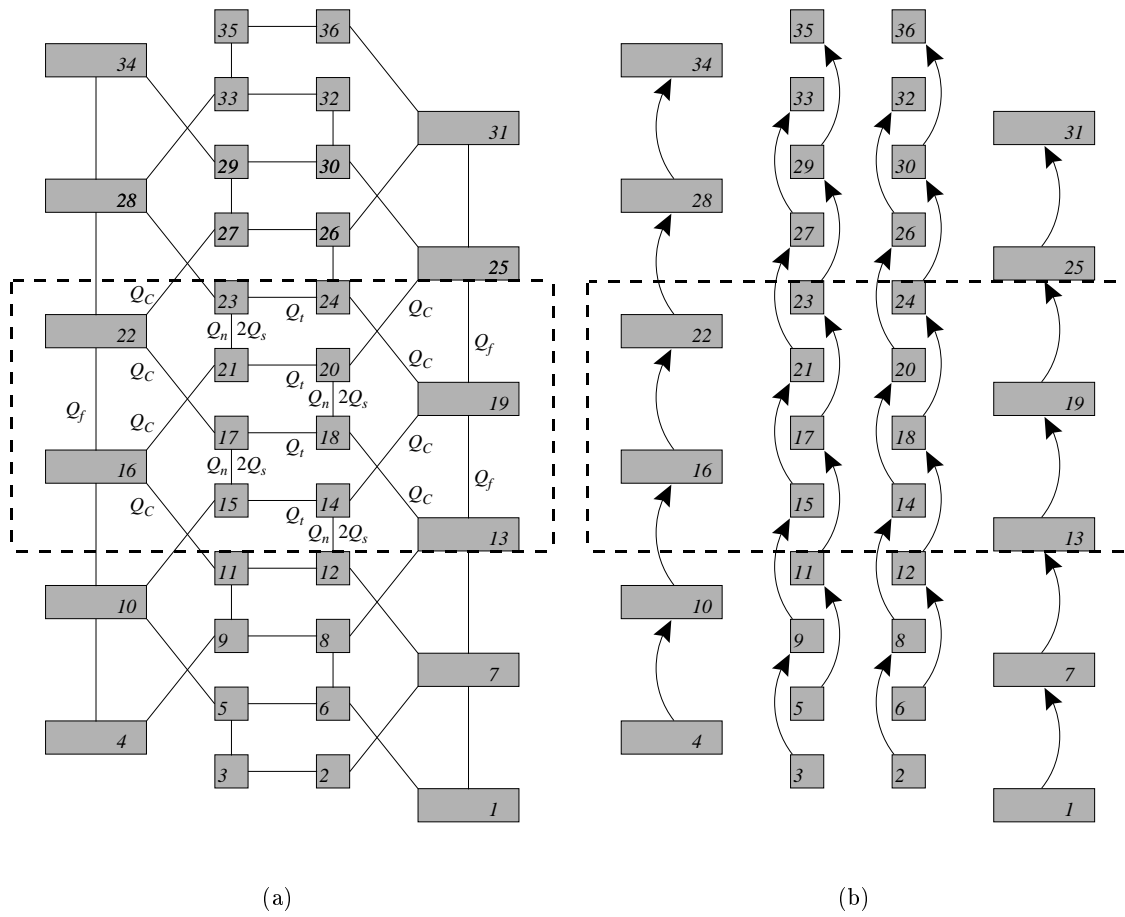 35 36 35 36
34 34
33 32 33 32
31 31
29 30 29 30
28 28
27 26 27 26
25 25
Q_C 23 24 Q_C 23 24
Q_n 2Q_s Q_t
22 Q_f 22
Q_C 21 20 Q_C 21 20
Q_t
Q_f Q_C Q_n 2Q_s 19 19
17 18 Q_C 17 18
16 Q_n 2Q_s Q_t Q_f 16
Q_C 15 14 Q_C 15 14
Q_t
Q_n 2Q_s 13 13
11 12 11 12
10 10
9 8 9 8
7 7
5 6 5 6
4 4
3 2 3 2
1 1
(a) (b)